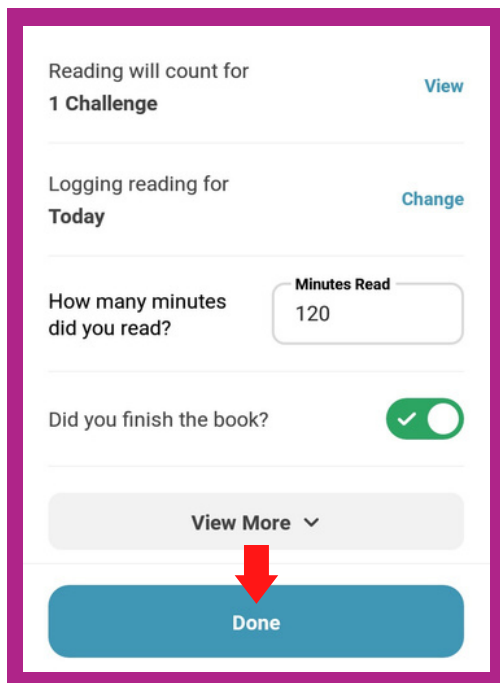 Reading will count for
1 Challenge
View
Logging reading for
Today
Change
How many minutes
did you read?
Minutes Read
120
Did you finish the book?
View More
Done